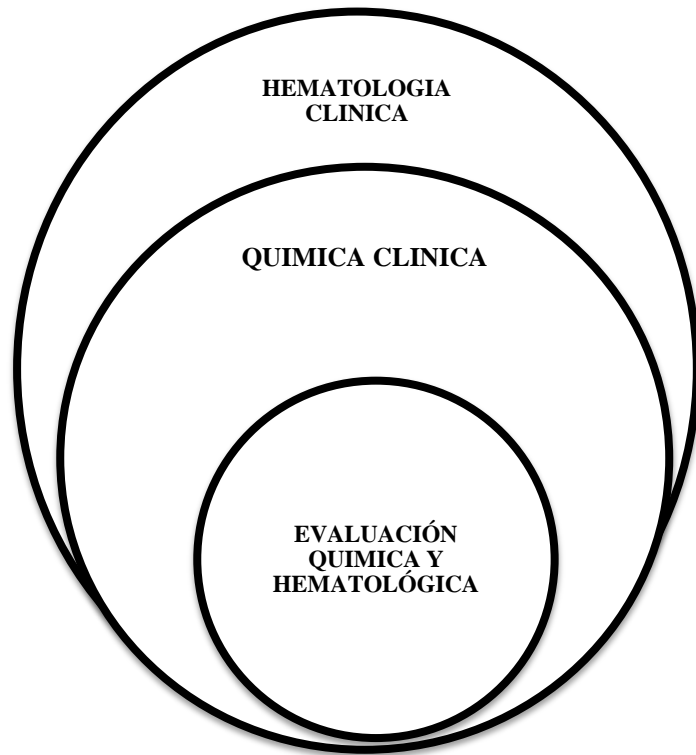 HEMATOLOGIA
CLINICA
QUIMICA CLINICA
EVALUACIÓN
QUIMICA Y
HEMATOLÓGICA